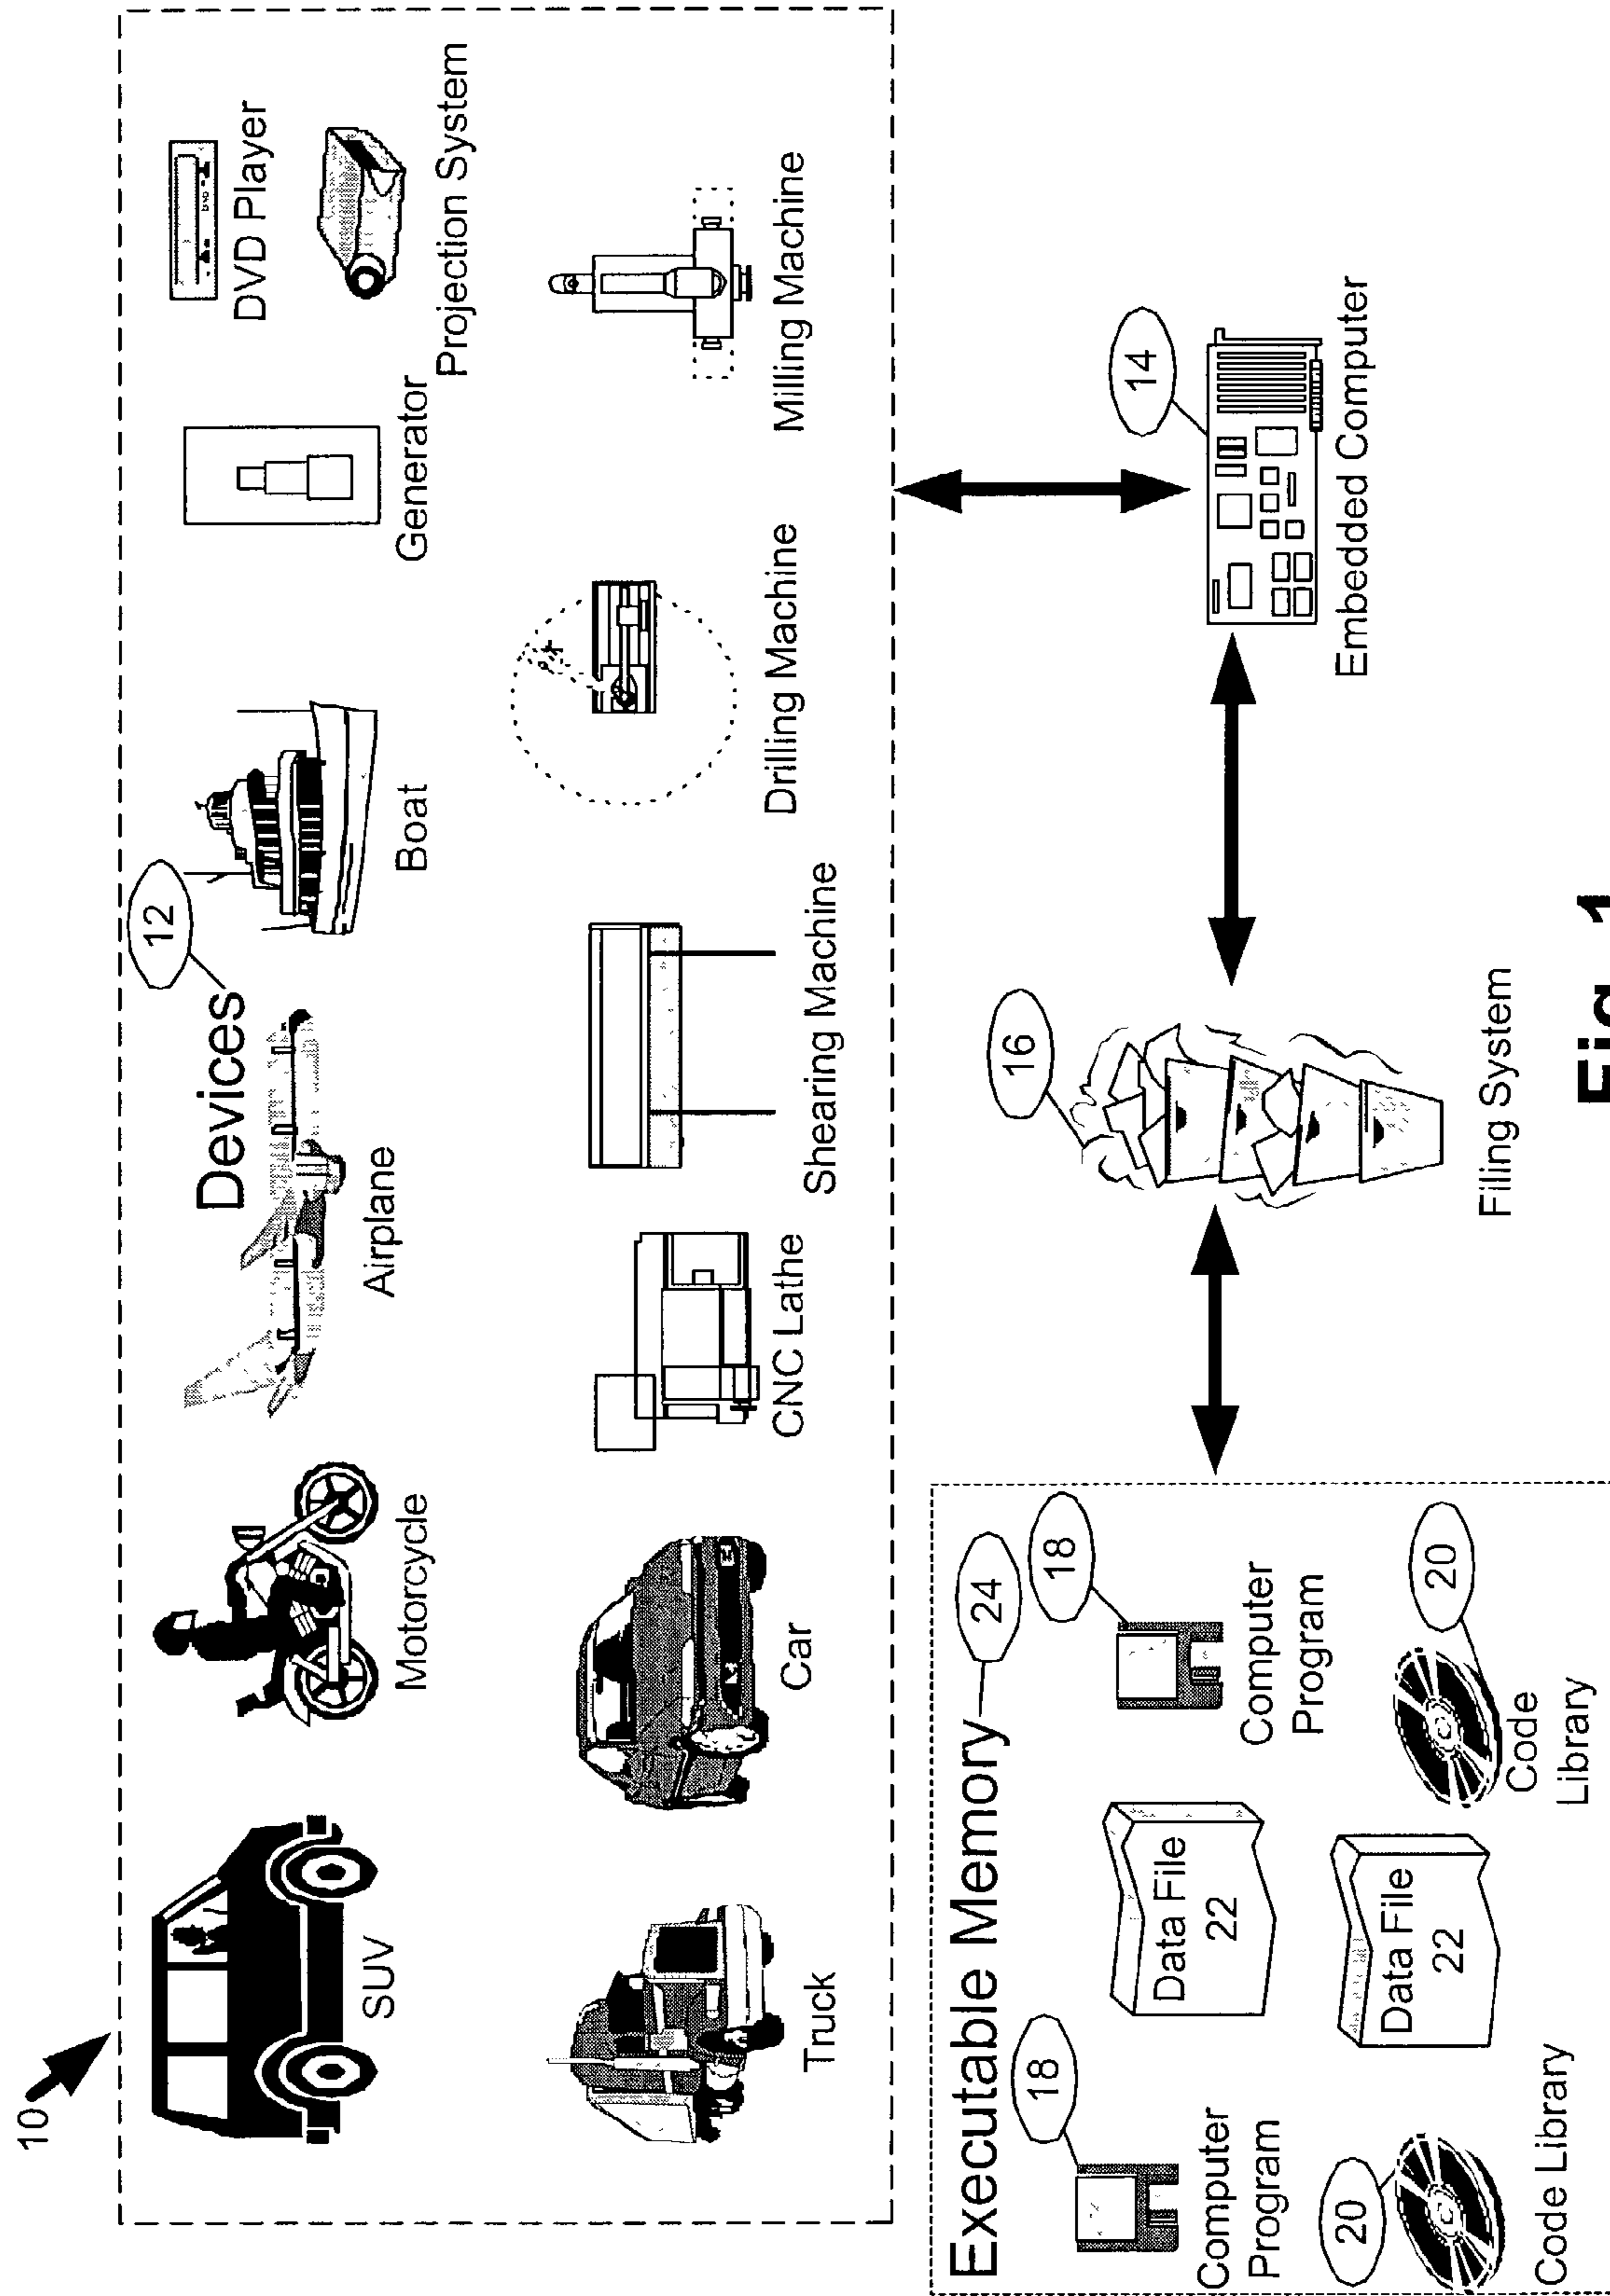 10
Devices
12
SUV
Motorcycle
Airplane
Boat
Generator
DVD Player
Projection System
Truck
Car
CNC Lathe
Shearing Machine
Drilling Machine
Milling Machine
Executable Memory
24
18
Computer
Program
Data File
22
18
Computer
Program
20
Code Library
Data File
22
20
Code
Library
16
Filing System
14
Embedded Computer
Fig. 1